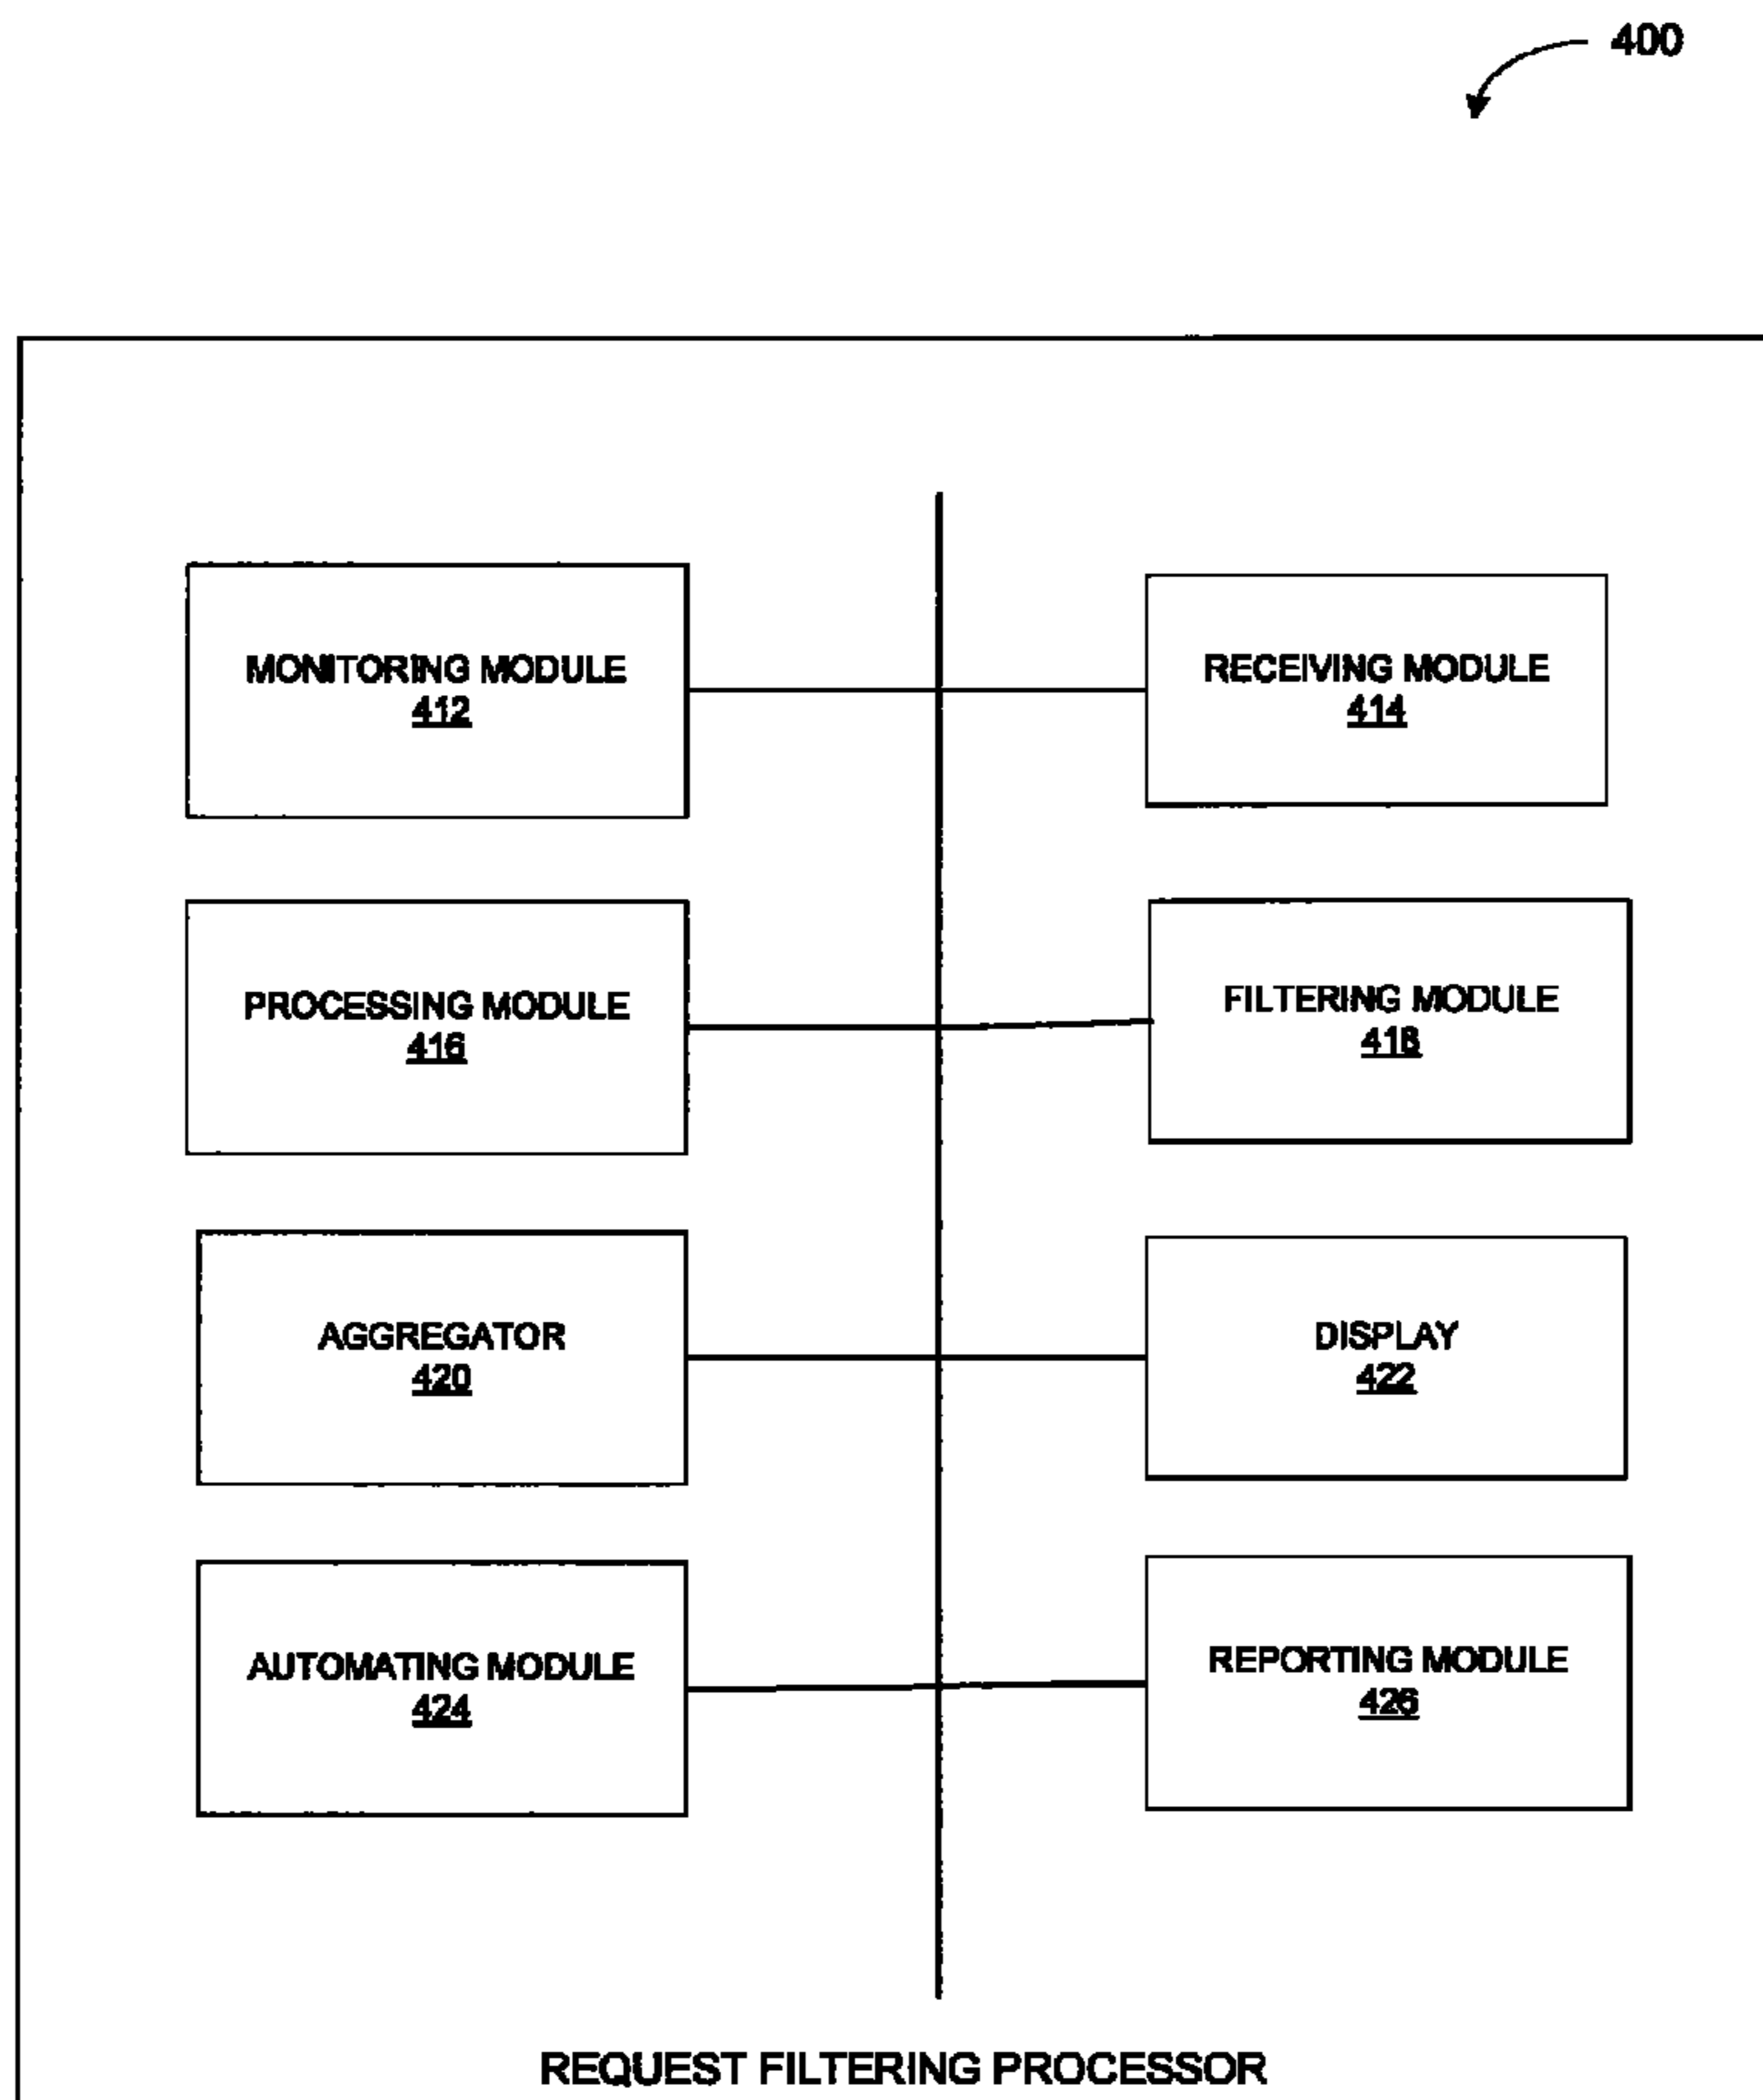 400
MONITORING MODULE
412
RECEIVING MODULE
414
PROCESSING MODULE
416
FILTERING MODULE
418
AGGREGATOR
420
DISPLAY
422
AUTOMATING MODULE
424
REPORTING MODULE
426
REQUEST FILTERING PROCESSOR